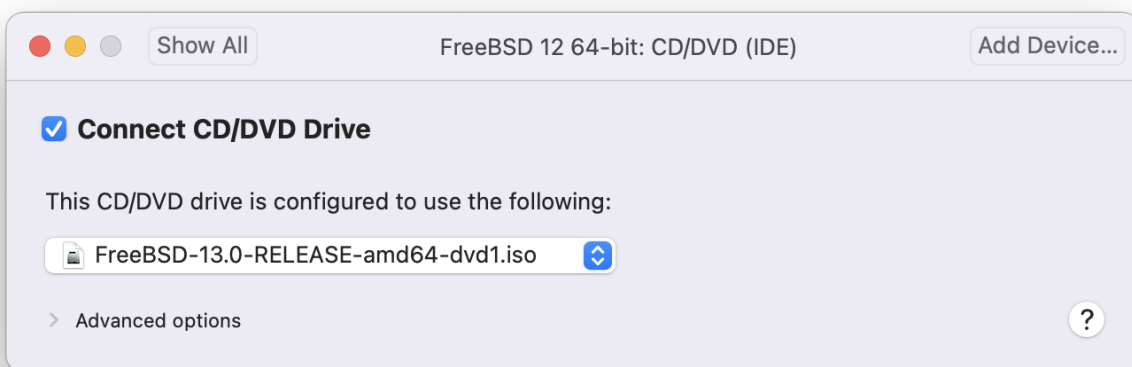 Show All
FreeBSD 12 64-bit: CD/DVD (IDE)
Add Device...
Connect CD/DVD Drive
This CD/DVD drive is configured to use the following:
FreeBSD-13.0-RELEASE-amd64-dvd1.iso
Advanced options
?